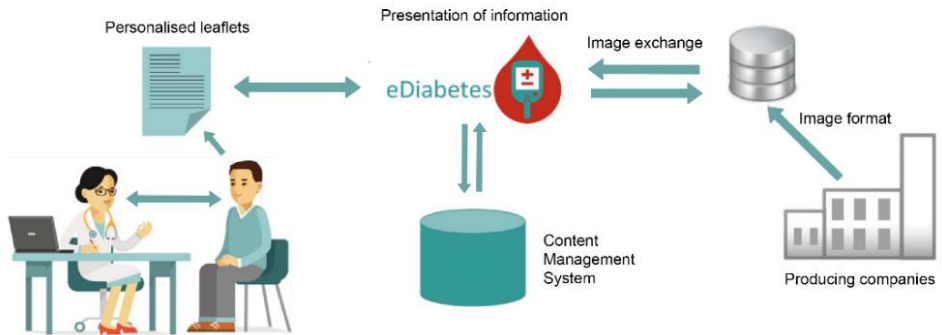 Presentation of information
Personalised leaflets
Image exchange
eDiabetes
Image format
Content
Management
System
Producing companies